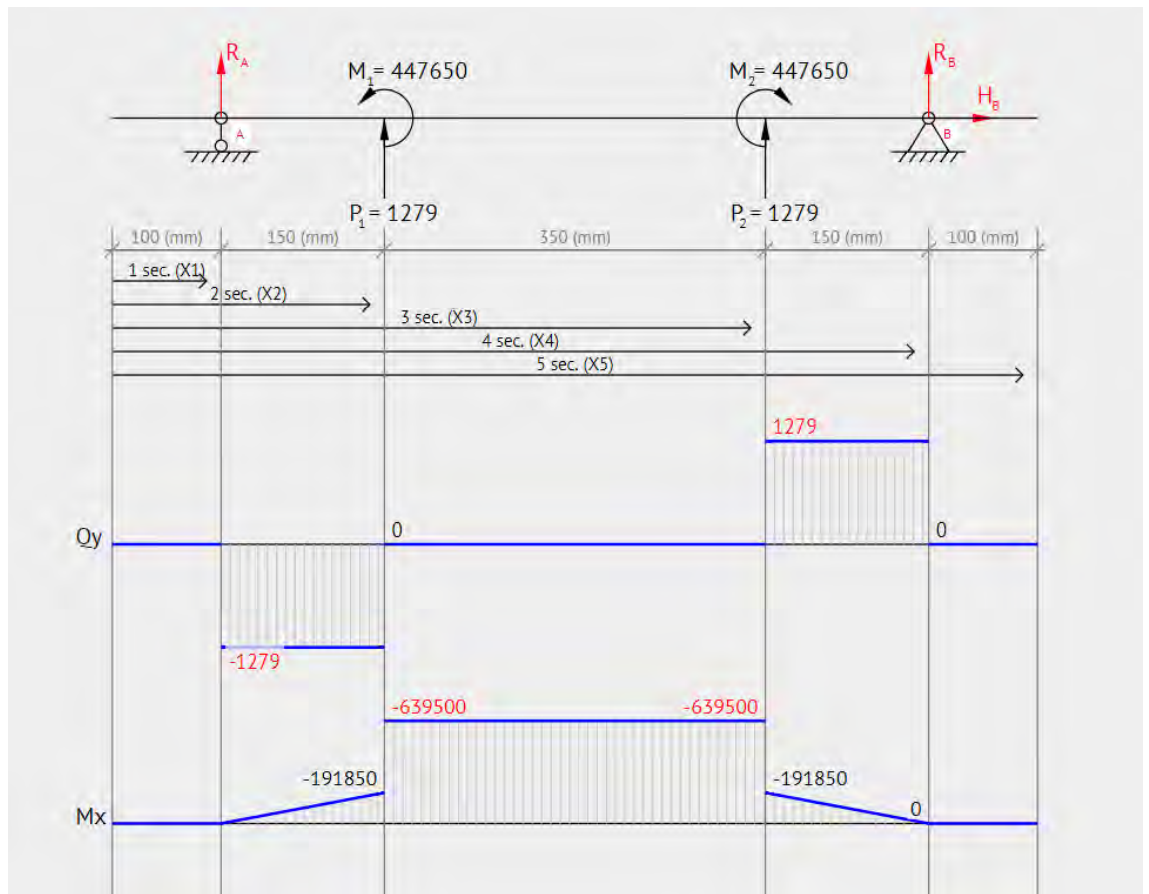 R_A
R_B
M_1= 447650
M_2= 447650
H_B
A
B
P_1= 1279
P_2= 1279
100 (mm)
150 (mm)
350 (mm)
150 (mm)
100 (mm)
1 sec. (X1)
2 sec. (X2)
3 sec. (X3)
4 sec. (X4)
5 sec. (X5)
1279
Qy
0
0
-1279
-639500
-639500
-191850
-191850
Mx
0